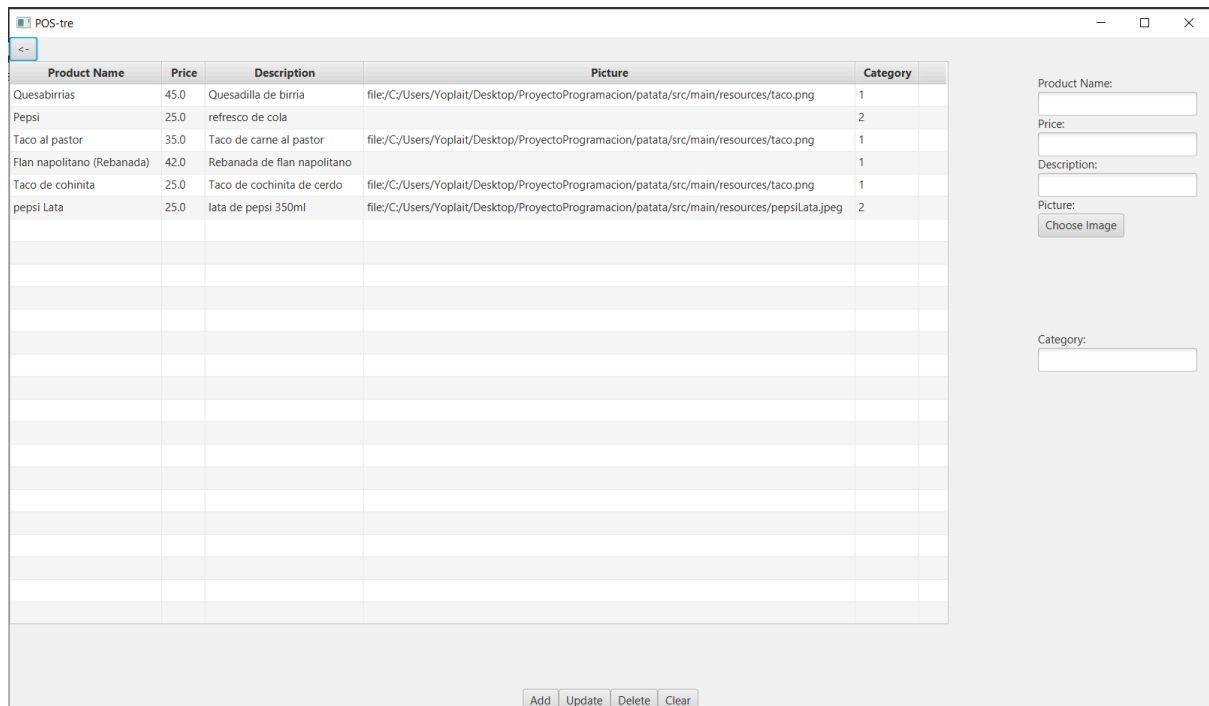 POS-tre
<-
Product Name Price Description Picture Category
Quesabirrias 45.0 Quesadilla de birria file:/C:/Users/Yoplait/Desktop/ProyectoProgramacion/patata/src/main/resources/taco.png 1
Pepsi 25.0 refresco de cola 2
Taco al pastor 35.0 Taco de carne al pastor file:/C:/Users/Yoplait/Desktop/ProyectoProgramacion/patata/src/main/resources/taco.png 1
Flan napolitano (Rebanada) 42.0 Rebanada de flan napolitano 1
Taco de cohinita 25.0 Taco de cochinita de cerdo file:/C:/Users/Yoplait/Desktop/ProyectoProgramacion/patata/src/main/resources/taco.png 1
pepsi Lata 25.0 lata de pepsi 350ml file:/C:/Users/Yoplait/Desktop/ProyectoProgramacion/patata/src/main/resources/pepsiLata.jpeg 2
Product Name:
Price:
Description:
Picture:
Choose Image
Category:
Add Update Delete Clear